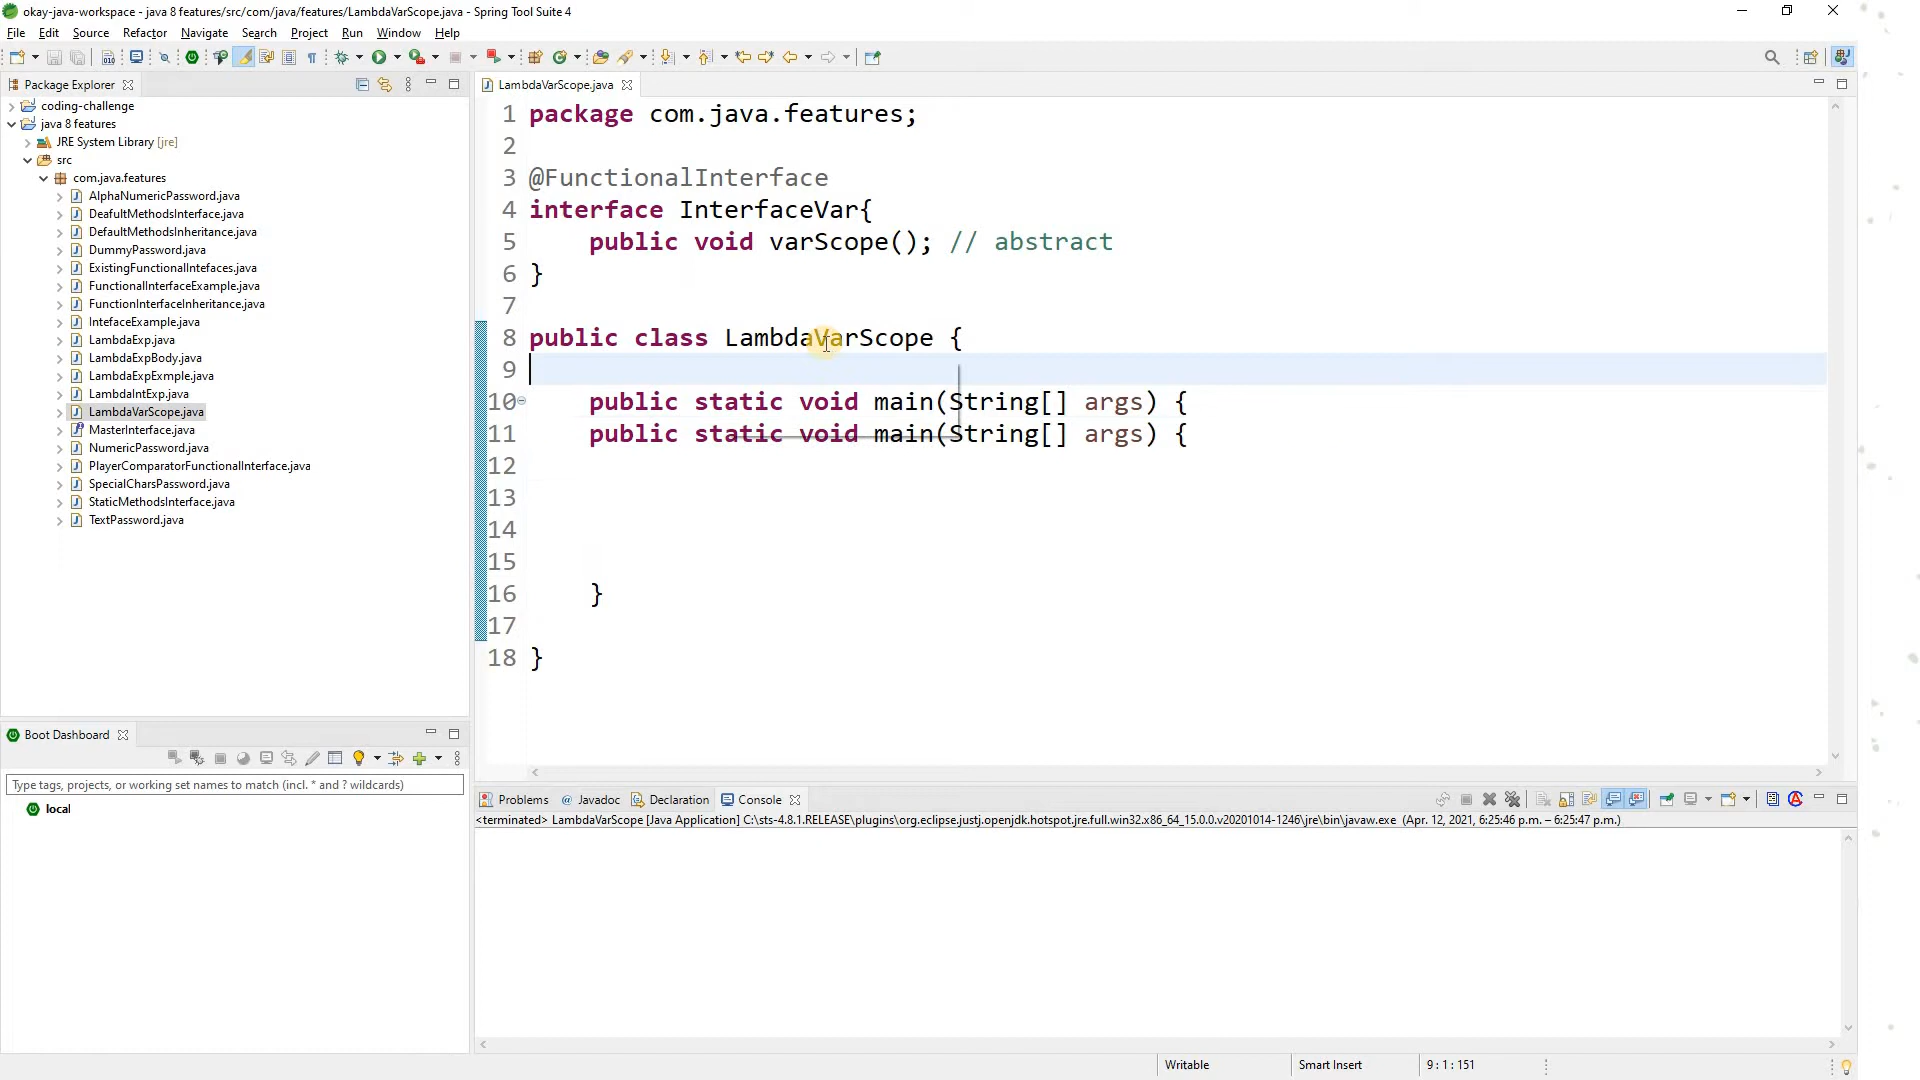 okay-java-workspace - java 8 features/src/com/java/features/LambdaVarScope.java - Spring Tool Suite 4
File Edit Source Refactor Navigate Search Project Run Window Help
Package Explorer
coding-challenge
java 8 features
JRE System Library [jre]
src
com.java.features
AlphaNumericPassword.java
DeafultMethodsInterface.java
DefaultMethodsInheritance.java
DummyPassword.java
ExistingFunctionalIntefaces.java
FunctionalInterfaceExample.java
FunctionInterfaceInheritance.java
IntefaceExample.java
LambdaExp.java
LambdaExpBody.java
LambdaExpExmple.java
LambdaIntExp.java
LambdaVarScope.java
MasterInterface.java
NumericPassword.java
PlayerComparatorFunctionalInterface.java
SpecialCharsPassword.java
StaticMethodsInterface.java
TextPassword.java
Boot Dashboard
Type tags, projects, or working set names to match (incl. * and ? wildcards)
local
LambdaVarScope.java
1 package com.java.features;
2
3 @FunctionalInterface
4 interface InterfaceVar{
5 public void varScope(); // abstract
6 }
7
8 public class LambdaVarScope {
9
10 public static void main(String[] args) {
11 public static void main(String[] args) {
12
13
14
15
16 }
17
18 }
Problems @ Javadoc Declaration Console
<terminated> LambdaVarScope [Java Application] C:\sts-4.8.1.RELEASE\plugins\org.eclipse.justj.openjdk.hotspot.jre.full.win32.x86_64_15.0.0.v20201014-1246\jre\bin\javaw.exe (Apr. 12, 2021, 6:25:46 p.m. – 6:25:47 p.m.)
Writable Smart Insert 9 : 1 : 151